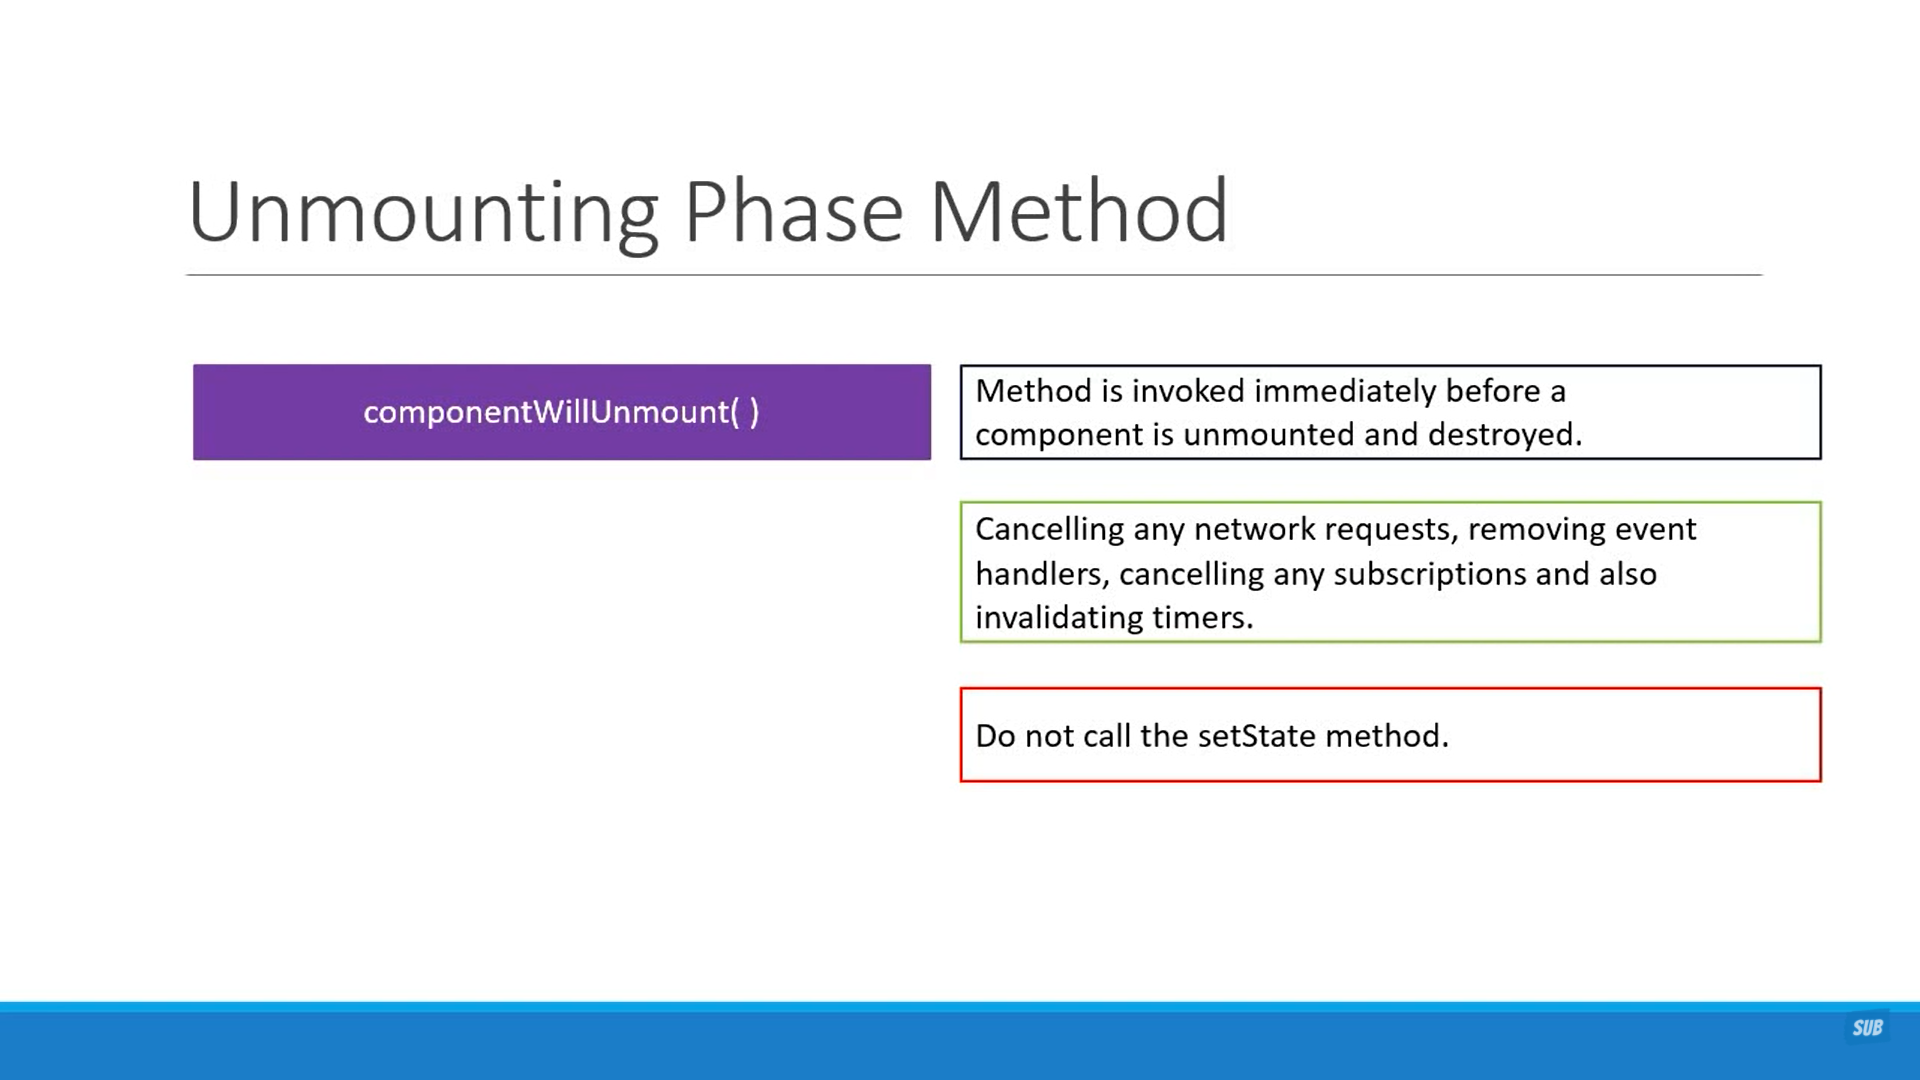 Unmounting Phase Method
componentWillUnmount( )
Method is invoked immediately before a
component is unmounted and destroyed.
Cancelling any network requests, removing event
handlers, cancelling any subscriptions and also
invalidating timers.
Do not call the setState method.
SUB